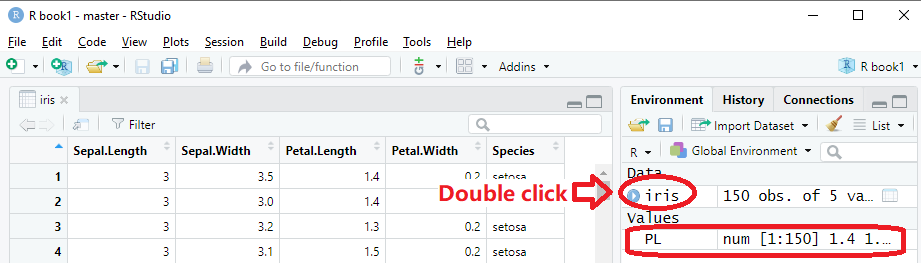 R book1 - master - RStudio
File Edit Code View Plots Session Build Debug Profile Tools Help
Go to file/function Addins R book1
iris
Environment History Connections
Filter
Import Dataset List
R Global Environment
Sepal.Length Sepal.Width Petal.Length Petal.Width Species
Data
1 3 3.5 1.4 0.2 setosa
Double click iris 150 obs. of 5 va...
2 3 3.0 1.4
Values
3 3 3.2 1.3 0.2 setosa
PL num [1:150] 1.4 1....
4 3 3.1 1.5 0.2 setosa